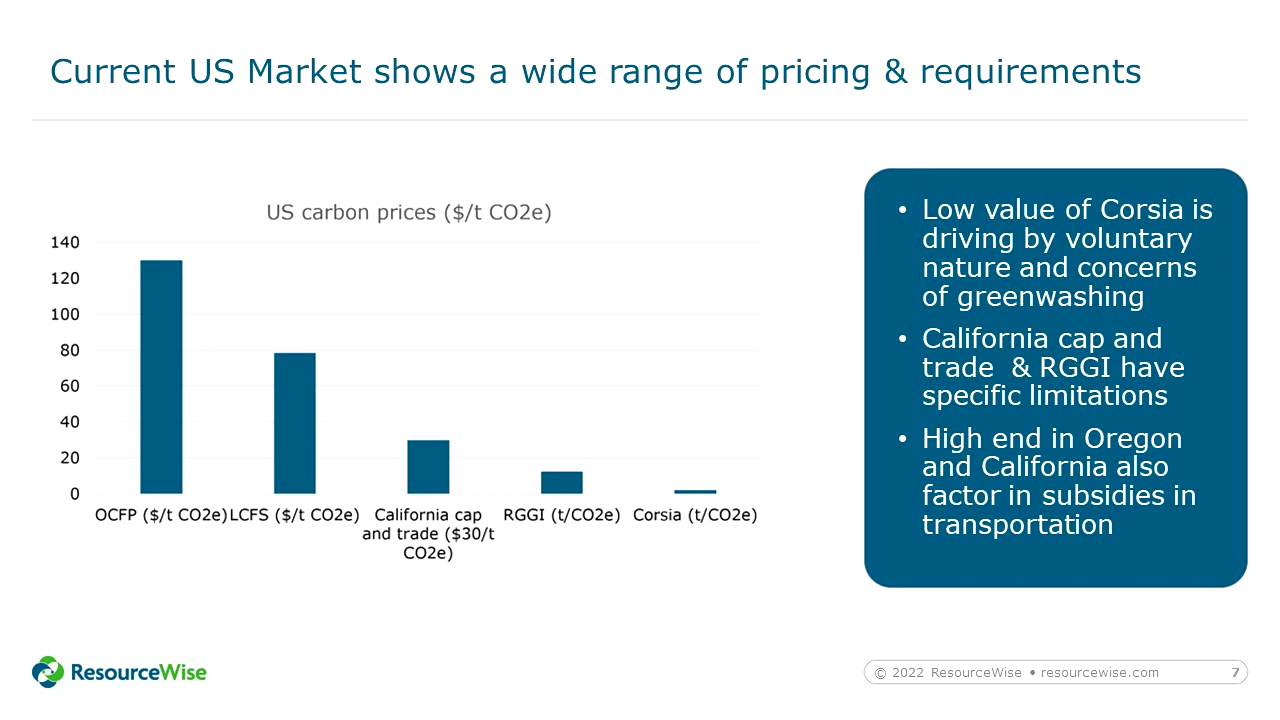 Current US Market shows a wide range of pricing & requirements
US carbon prices ($/t CO2e)
140
120
100
80
60
40
20
0
OCFP ($/t CO2e)
LCFS ($/t CO2e)
California cap
and trade ($30/t
CO2e)
RGGI (t/CO2e)
Corsia (t/CO2e)
• Low value of Corsia is
driving by voluntary
nature and concerns
of greenwashing
• California cap and
trade  & RGGI have
specific limitations
• High end in Oregon
and California also
factor in subsidies in
transportation
ResourceWise
© 2022 ResourceWise • resourcewise.com 7